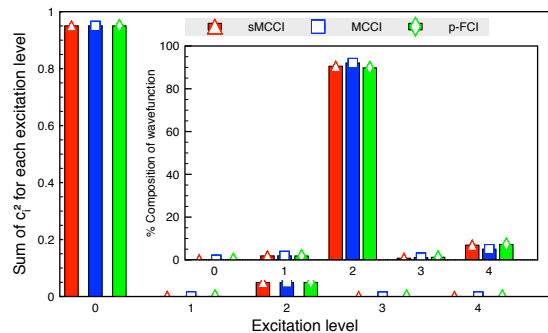 sMCCI MCCI p-FCI
Sum of c_i² for each excitation level
1
0.8
0.6
0.4
0.2
0
% Composition of wavefunction
100
80
60
40
20
0
0 1 2 3 4
0 1 2 3 4
Excitation level